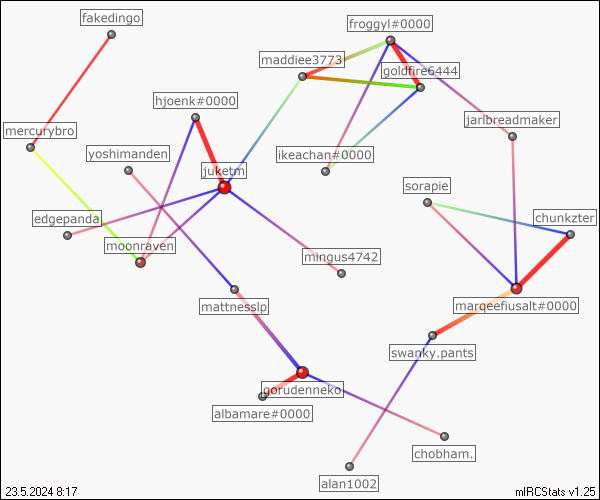 fakedingo
froggyl#0000
maddiee3773
goldfire6444
hjoenk#0000
jarlbreadmaker
mercurybro
yoshimanden
ikeachan#0000
juketm
sorapie
edgepanda
chunkzter
moonraven
mingus4742
mattnesslp
marqeefiusalt#0000
swanky.pants
gorudenneko
albamare#0000
chobham.
alan1002
23.5.2024 8:17
mIRCStats v1.25